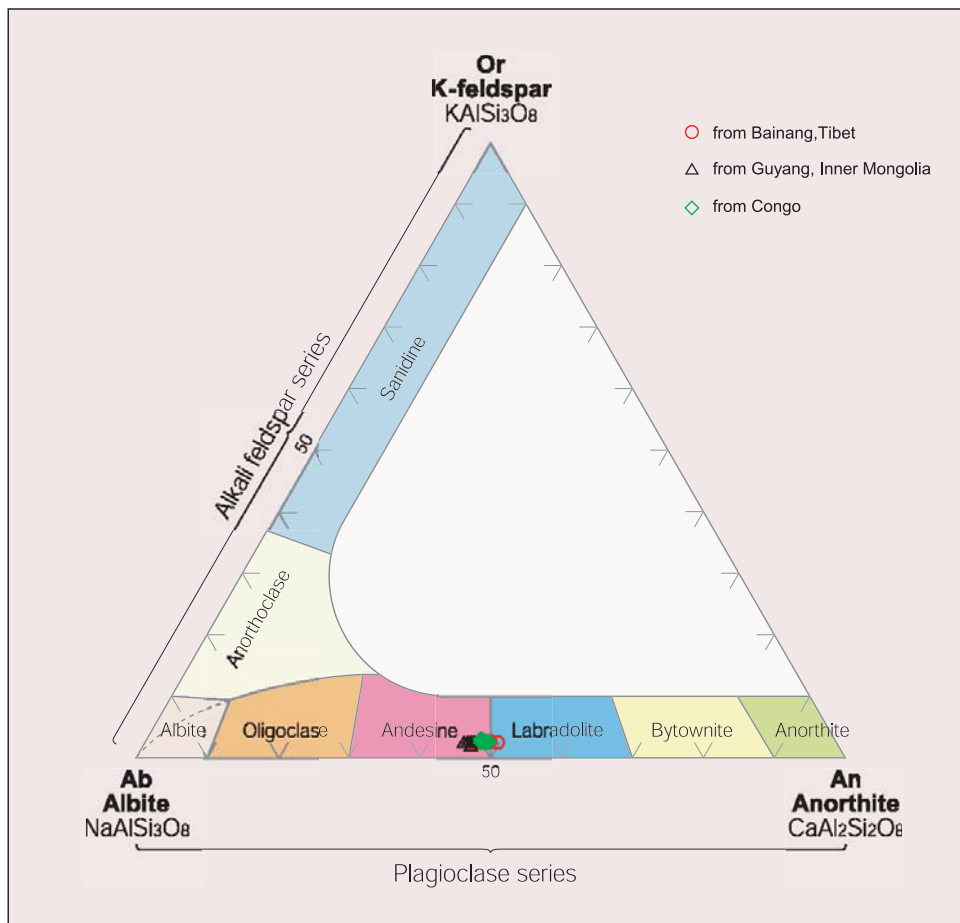 Or
K-feldspar
KAlSi₃O₈
from Bainang,Tibet
from Guyang, Inner Mongolia
from Congo
Alkali feldspar series
50
Sanidine
Anorthoclase
Albite
Oligoclase
Andesine
Labradolite
Bytownite
Anorthite
50
Ab
Albite
NaAlSi₃O₈
An
Anorthite
CaAl₂Si₂O₈
Plagioclase series